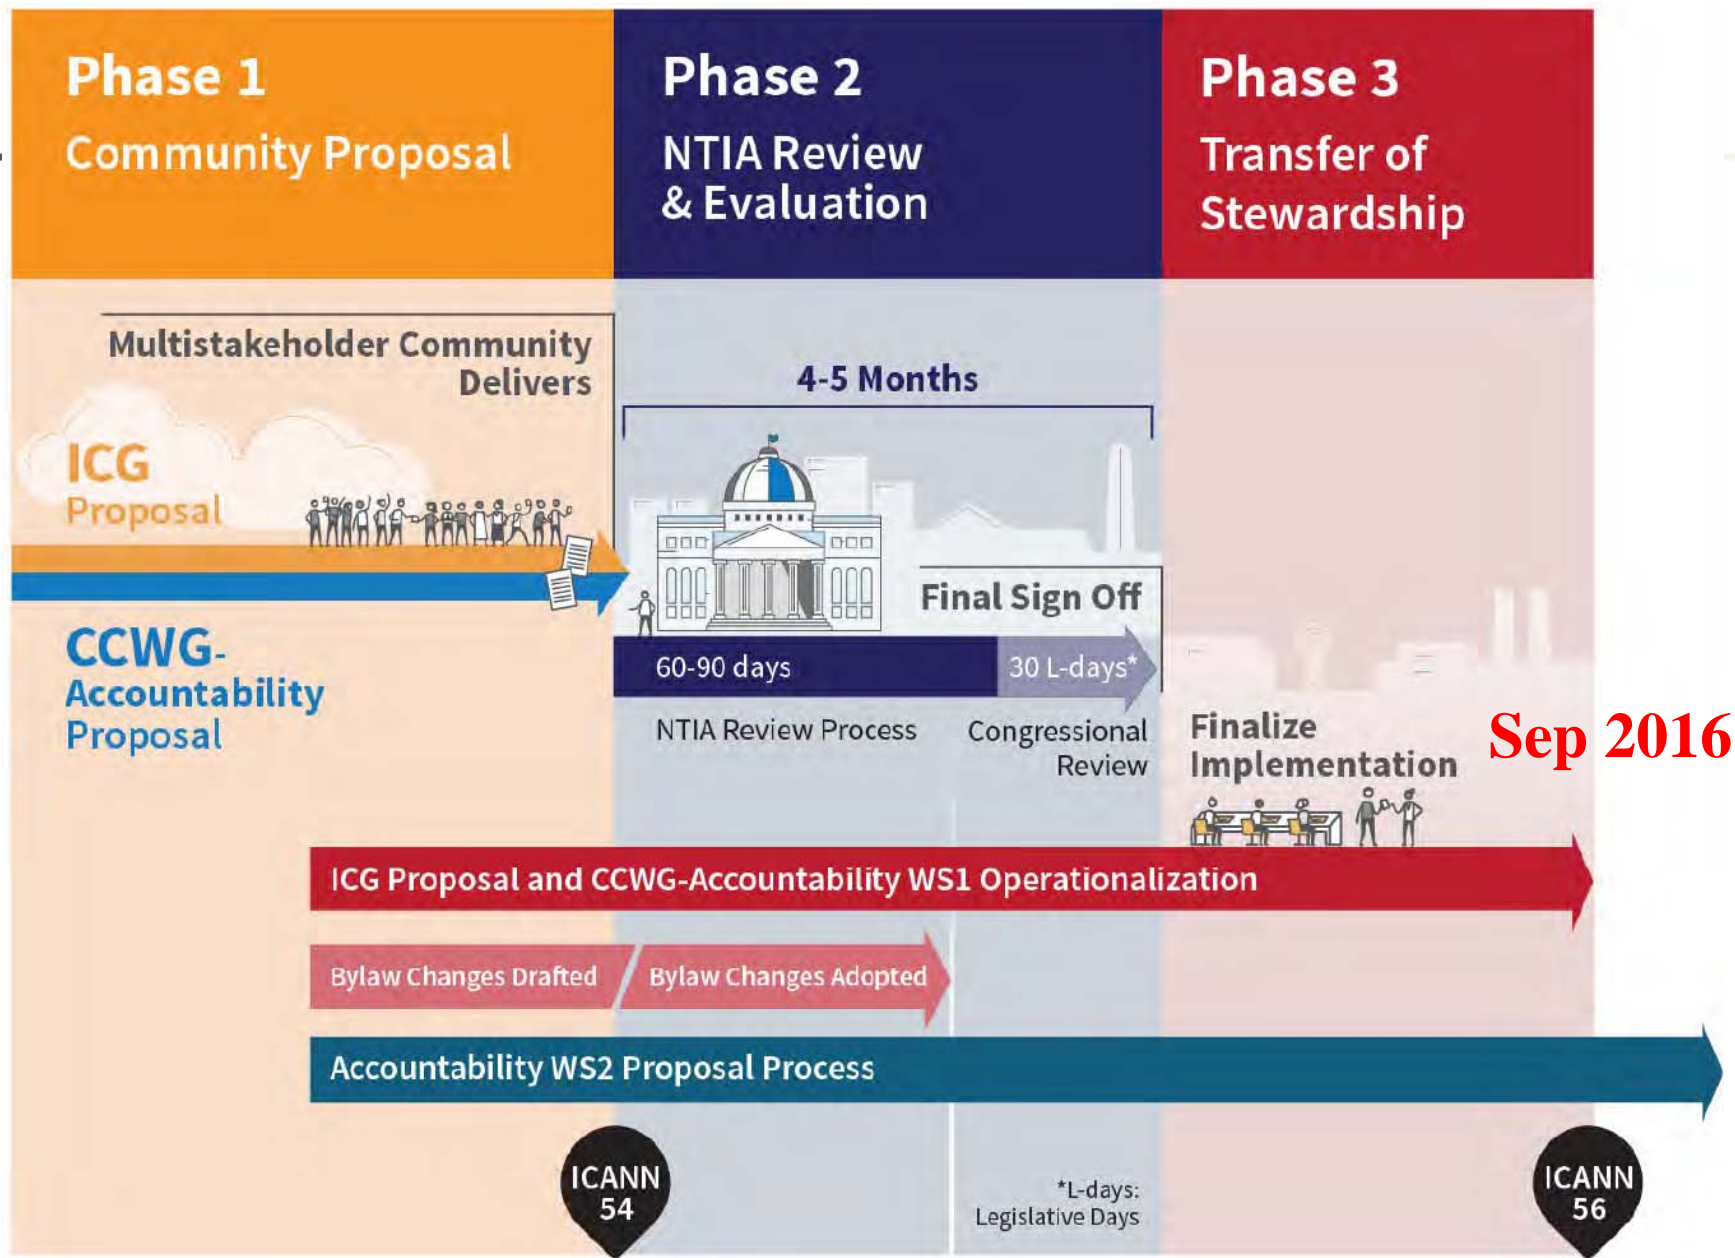 Phase 1
Community Proposal
Phase 2
NTIA Review
& Evaluation
Phase 3
Transfer of
Stewardship
Multistakeholder Community
Delivers
ICG
Proposal
CCWG-
Accountability
Proposal
4-5 Months
Final Sign Off
60-90 days
30 L-days*
NTIA Review Process
Congressional
Review
Finalize
Implementation
Sep 2016
ICG Proposal and CCWG-Accountability WS1 Operationalization
Bylaw Changes Drafted
Bylaw Changes Adopted
Accountability WS2 Proposal Process
ICANN
54
*L-days:
Legislative Days
ICANN
56